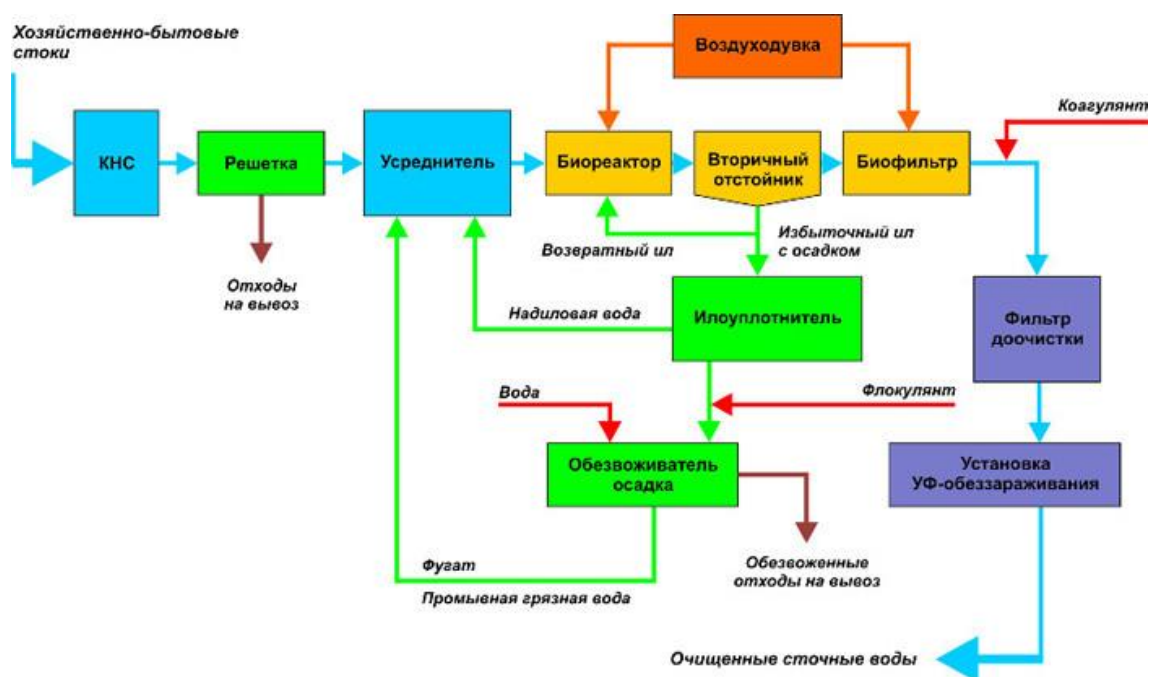 Хозяйственно-бытовые
стоки
Воздуходувка
Коагулянт
КНС
Решетка
Усреднитель
Биореактор
Вторичный
отстойник
Биофильтр
Возвратный ил
Избыточный ил
с осадком
Отходы
на вывоз
Надиловая вода
Илоуплотнитель
Фильтр
доочистки
Вода
Флокулянт
Обезвоживатель
осадка
Установка
УФ-обеззараживания
Фугат
Промывная грязная вода
Обезвоженные
отходы на вывоз
Очищенные сточные воды